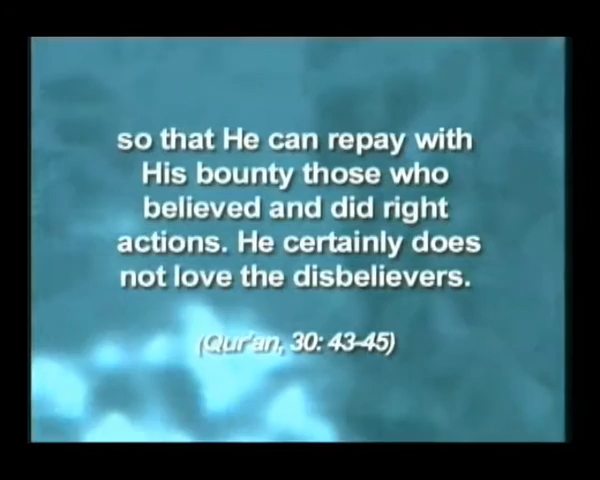 so that He can repay with
His bounty those who
believed and did right
actions. He certainly does
not love the disbelievers.
(Qur'an, 30: 43-45)